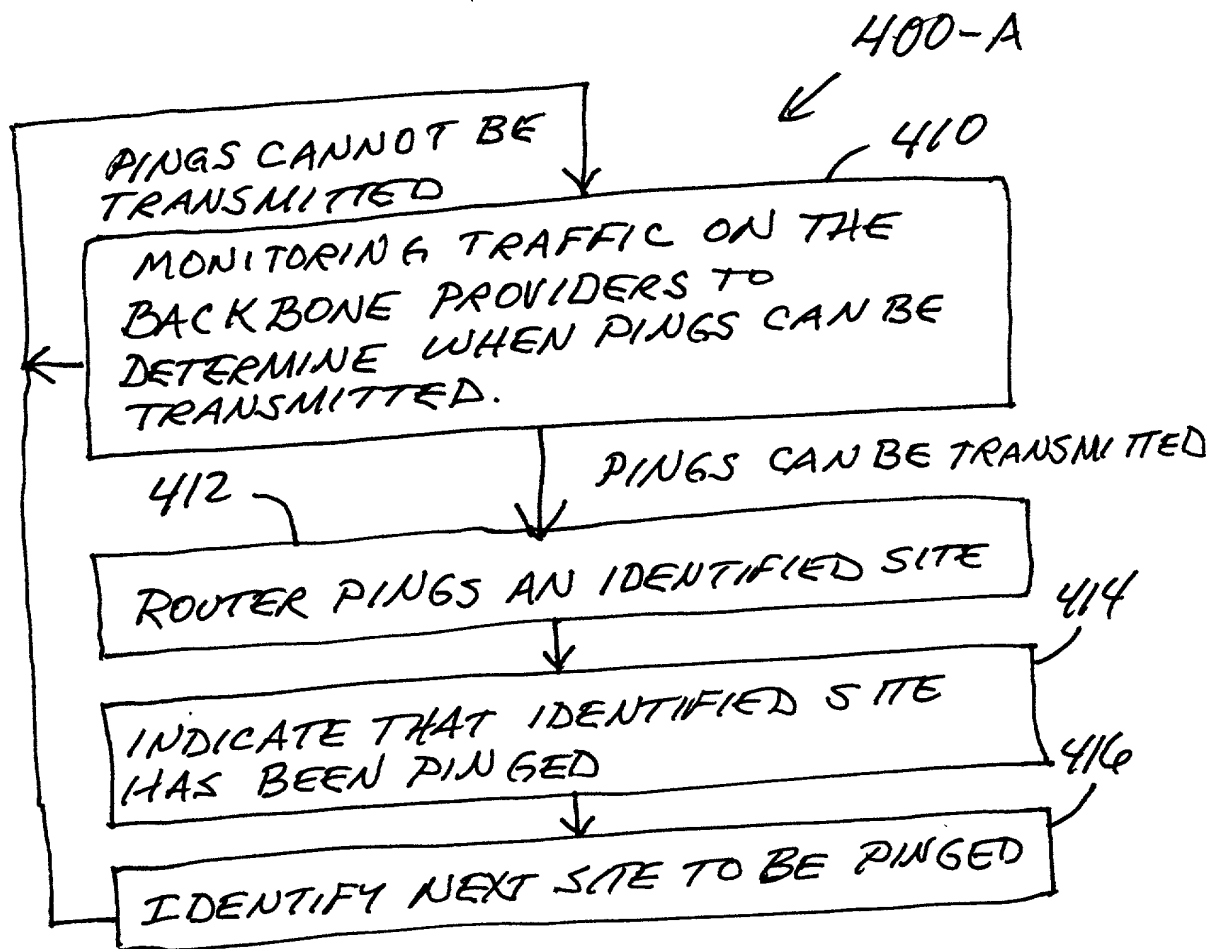 400-A
PINGS CANNOT BE
TRANSMITTED
410
MONITORING TRAFFIC ON THE
BACKBONE PROVIDERS TO
DETERMINE WHEN PINGS CAN BE
TRANSMITTED.
PINGS CAN BE TRANSMITTED
412
ROUTER PINGS AN IDENTIFIED SITE
414
INDICATE THAT IDENTIFIED SITE
HAS BEEN PINGED
416
IDENTIFY NEXT SITE TO BE PINGED